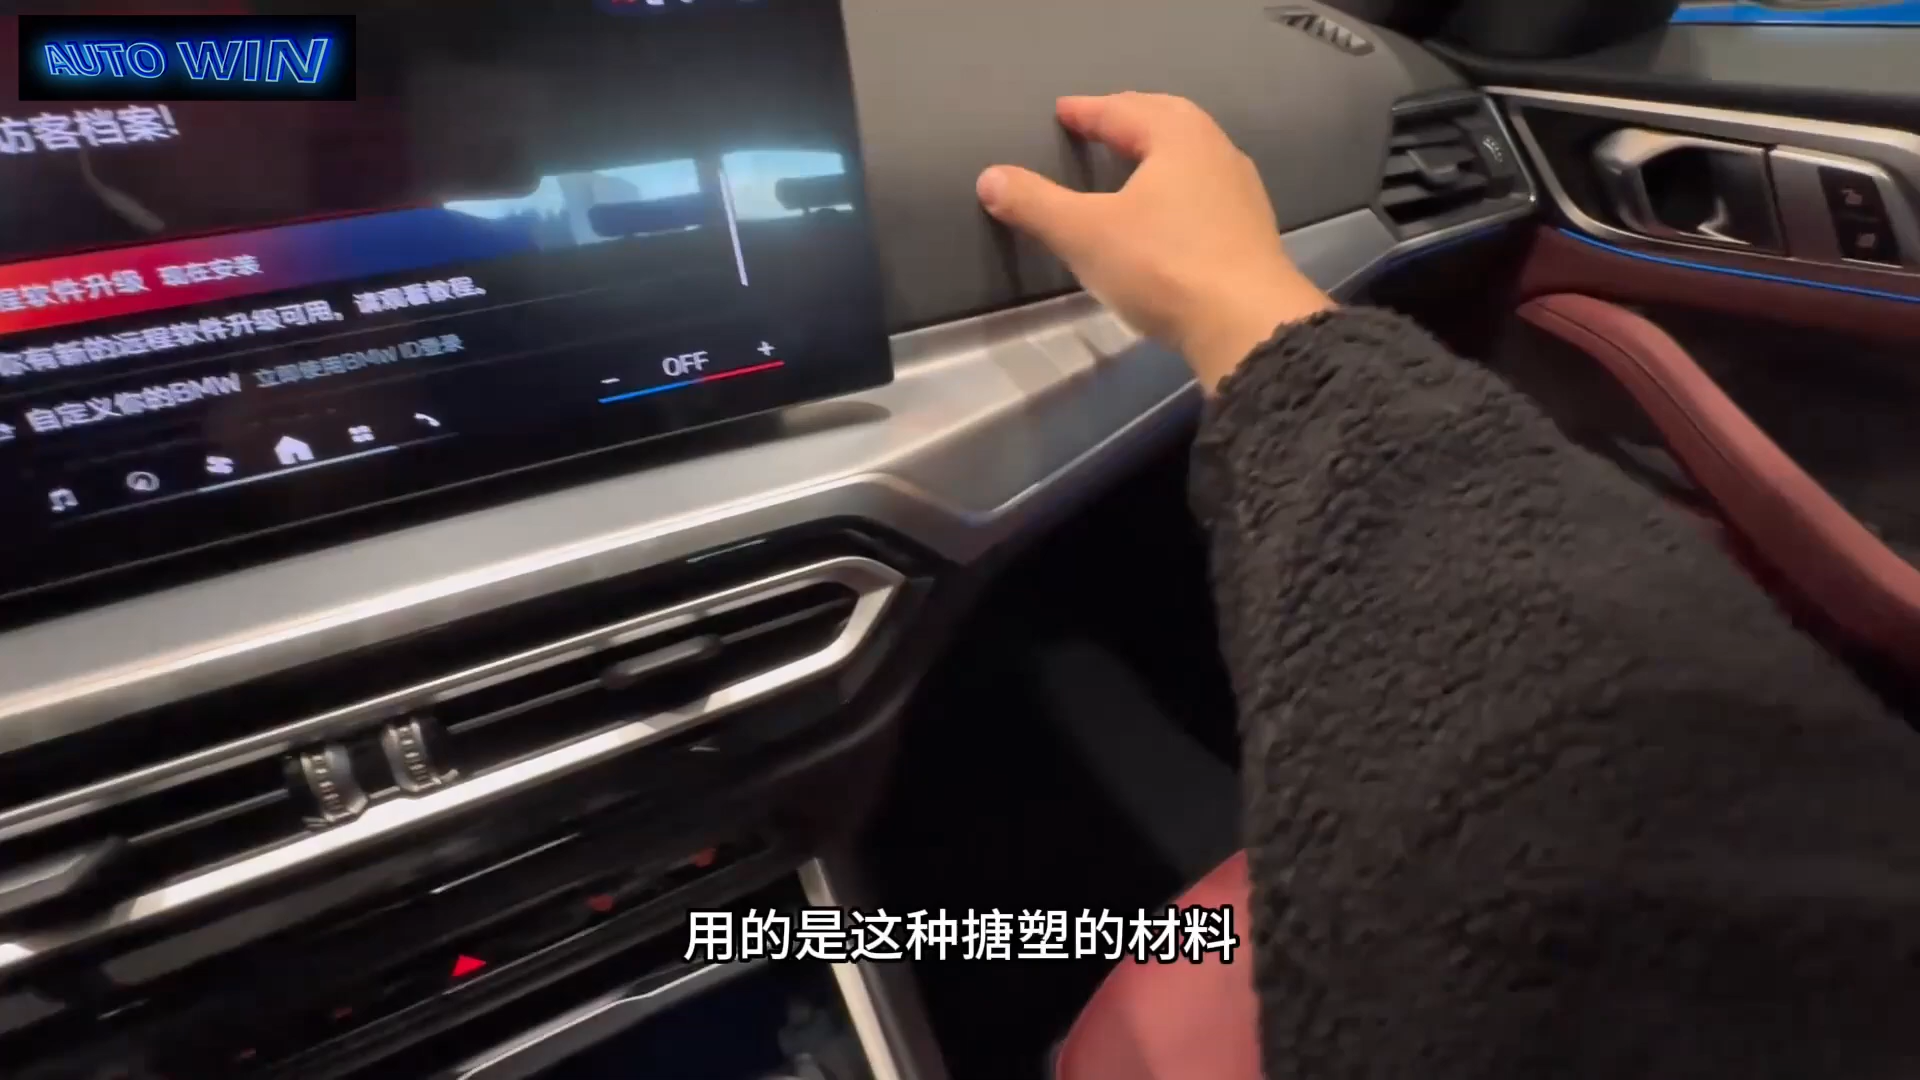 AUTO WIN
访客档案!
程软件升级 现在安装
你有新的远程软件升级可用，请观看教程。
自定义你的BMW 立即使用BMW ID登录
- OFF +
用的是这种搪塑的材料